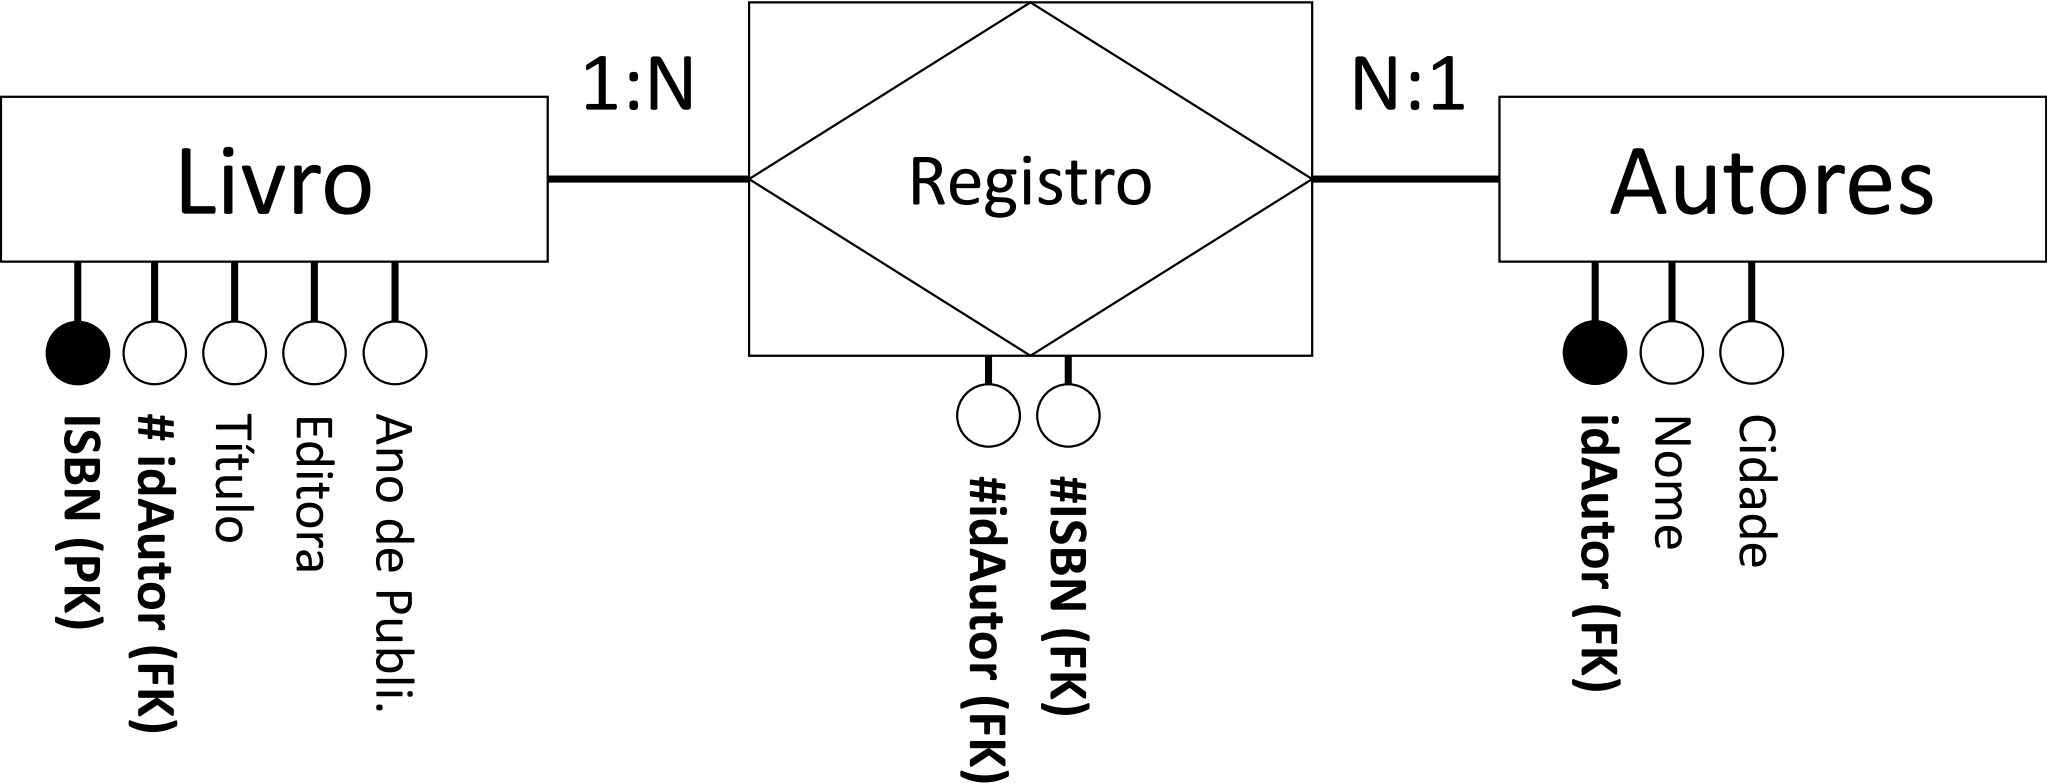 1:N
N:1
Livro
Registro
Autores
ISBN (PK)
# idAutor (FK)
Título
Editora
Ano de Publi.
#idAutor (FK)
#ISBN (FK)
idAutor (FK)
Nome
Cidade